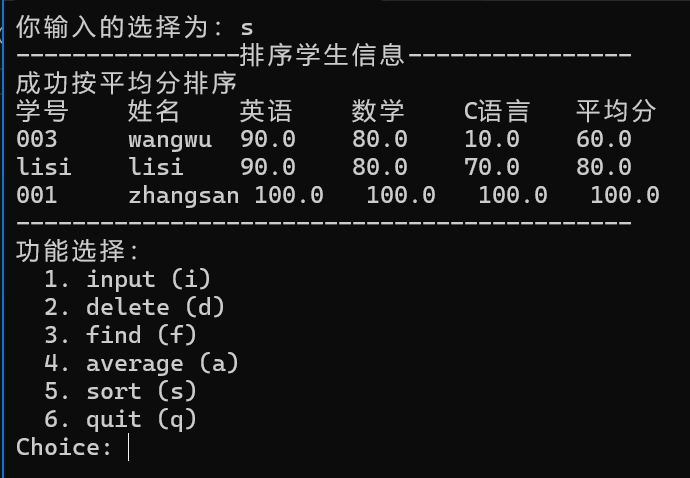 你输入的选择为: s
----------------排序学生信息----------------
成功按平均分排序
学号    姓名    英语    数学    C语言   平均分
003     wangwu  90.0    80.0    10.0    60.0
lisi    lisi    90.0    80.0    70.0    80.0
001     zhangsan 100.0   100.0   100.0   100.0
--------------------------------------------
功能选择:
  1. input (i)
  2. delete (d)
  3. find (f)
  4. average (a)
  5. sort (s)
  6. quit (q)
Choice: